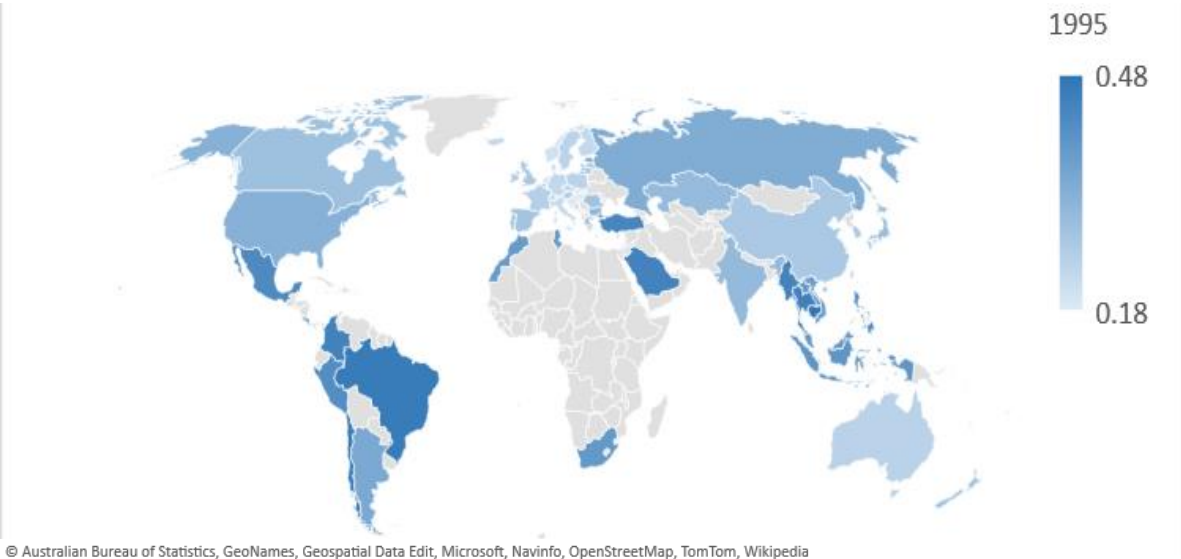 1995
0.48
0.18
© Australian Bureau of Statistics, GeoNames, Geospatial Data Edit, Microsoft, Navinfo, OpenStreetMap, TomTom, Wikipedia